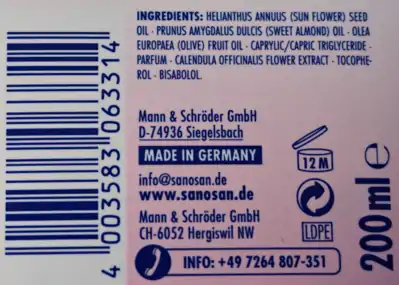 INGREDIENTS: HELIANTHUS ANNUUS (SUN FLOWER) SEED
OIL · PRUNUS AMYGDALUS DULCIS (SWEET ALMOND) OIL · OLEA
EUROPAEA (OLIVE) FRUIT OIL · CAPRYLIC/CAPRIC TRIGLYCERIDE ·
PARFUM · CALENDULA OFFICINALIS FLOWER EXTRACT · TOCOPHE-
ROL · BISABOLOL.
Mann & Schröder GmbH
D-74936 Siegelsbach
MADE IN GERMANY
info@sanosan.de
www.sanosan.de
Mann & Schröder GmbH
CH-6052 Hergiswil NW
INFO: +49 7264 807-351
12 M
LDPE
200 ml e
4 003583 063314